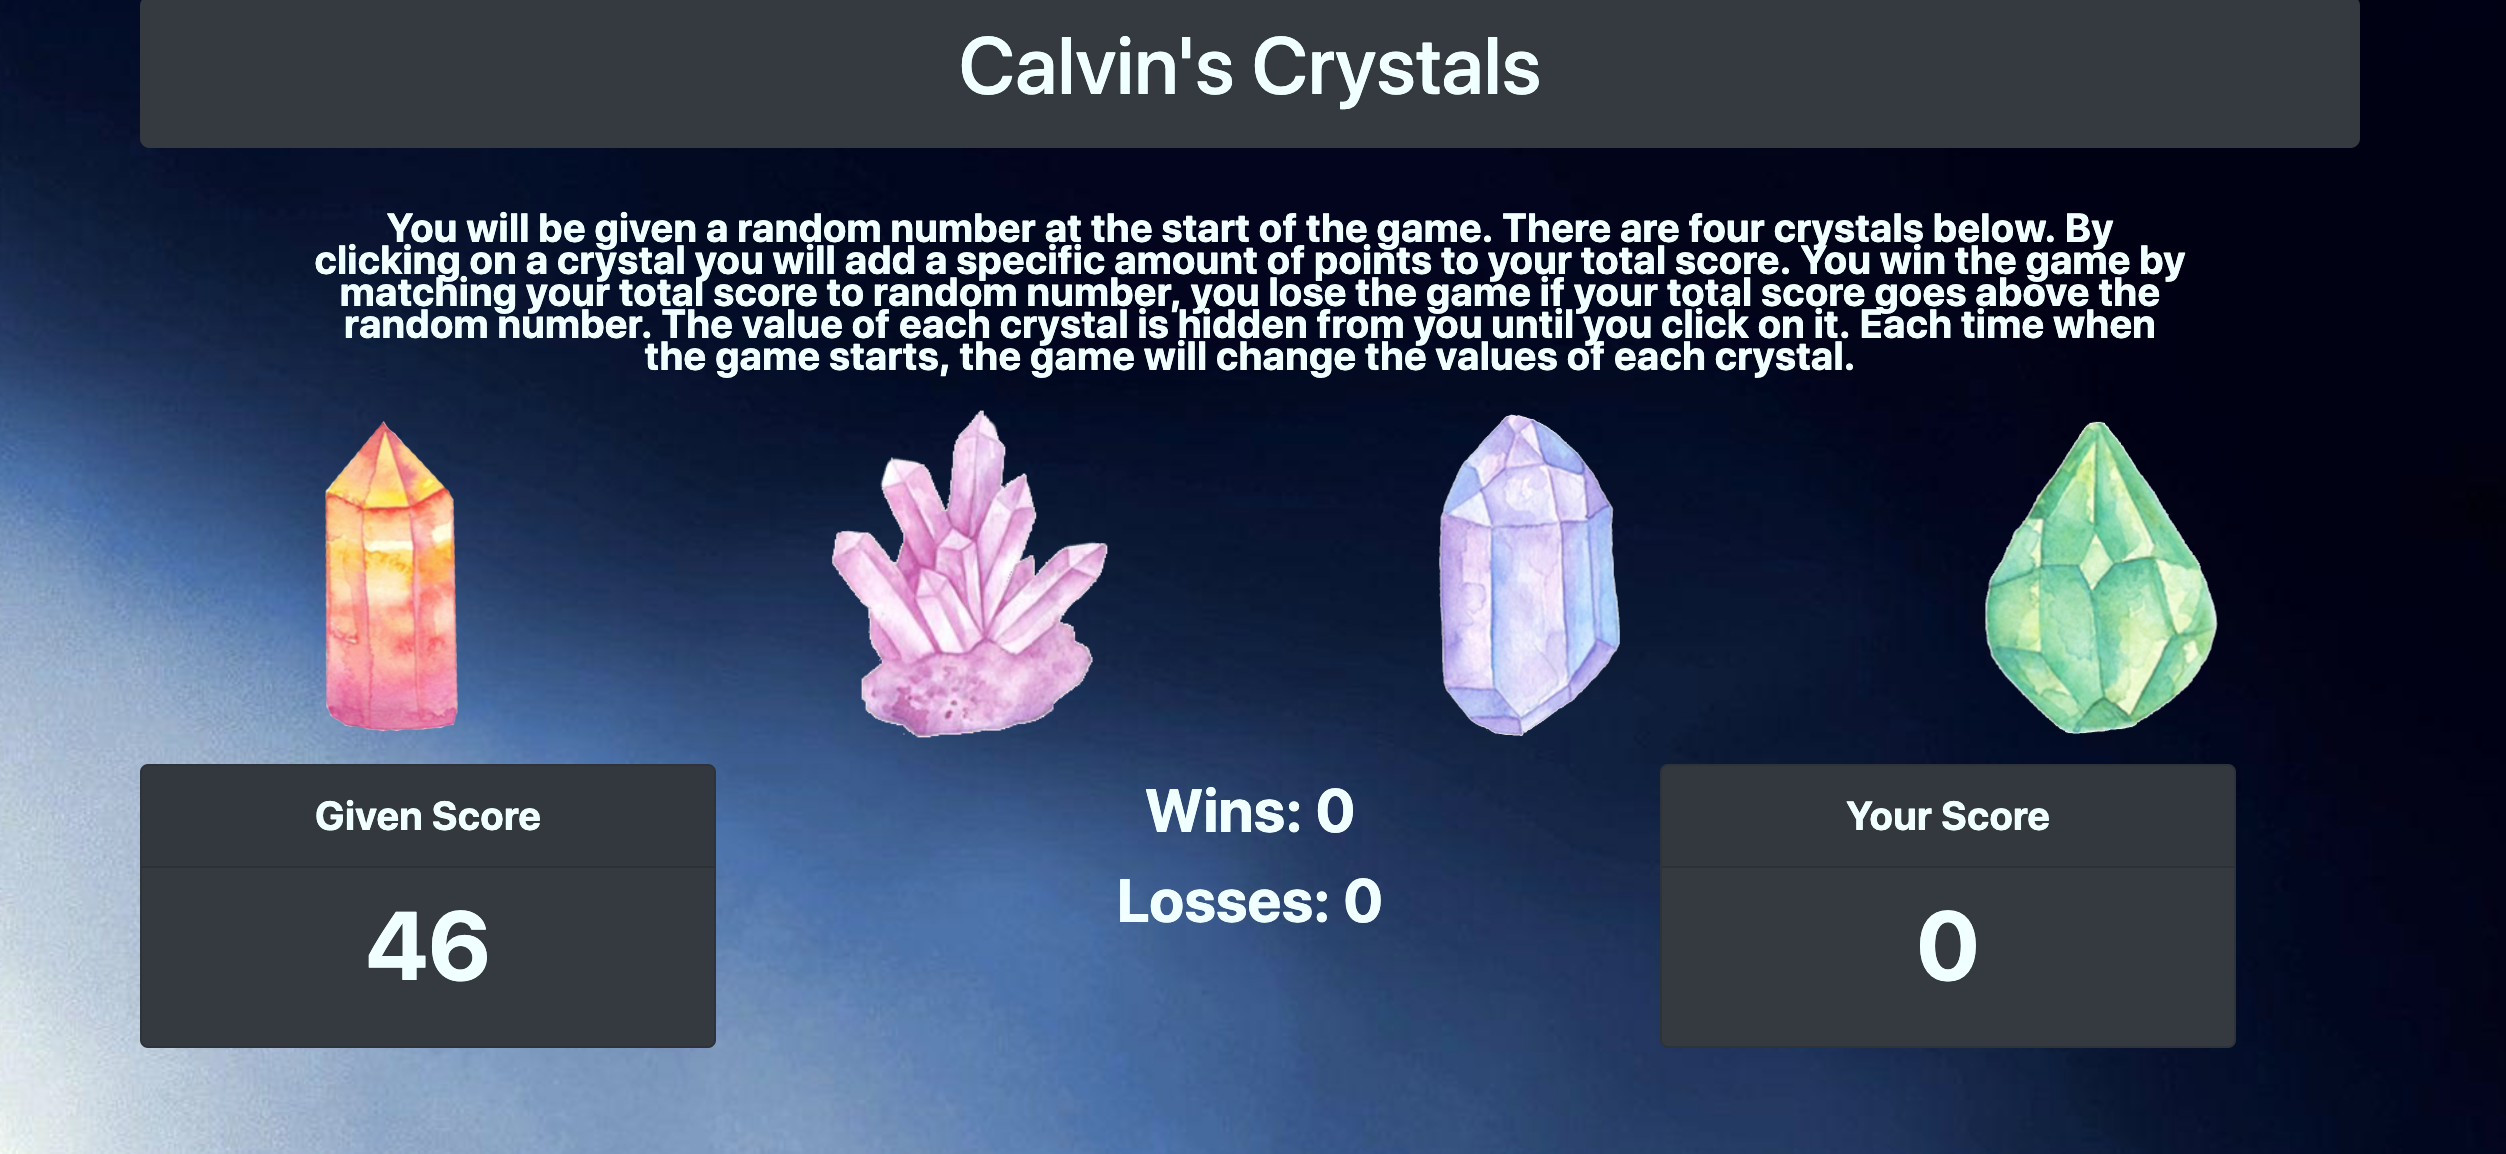 Calvin's Crystals
You will be given a random number at the start of the game. There are four crystals below. By
clicking on a crystal you will add a specific amount of points to your total score. You win the game by
matching your total score to random number, you lose the game if your total score goes above the
random number. The value of each crystal is hidden from you until you click on it. Each time when
the game starts, the game will change the values of each crystal.
Given Score
46
Wins: 0
Losses: 0
Your Score
0